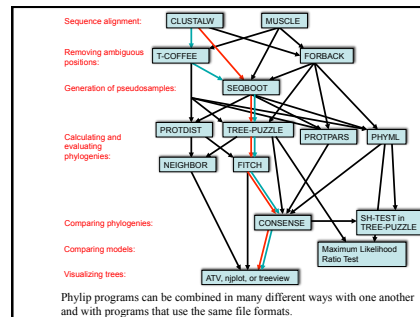 Sequence alignment: CLUSTALW MUSCLE
Removing ambiguous
positions: T-COFFEE FORBACK
Generation of pseudosamples: SEQBOOT
Calculating and
evaluating
phylogenies: PROTDIST TREE-PUZZLE PROTPARS PHYML
NEIGHBOR FITCH
Comparing phylogenies: CONSENSE SH-TEST in
TREE-PUZZLE
Comparing models: Maximum Likelihood
Ratio Test
Visualizing trees: ATV, njplot, or treeview
Phylip programs can be combined in many different ways with one another
and with programs that use the same file formats.